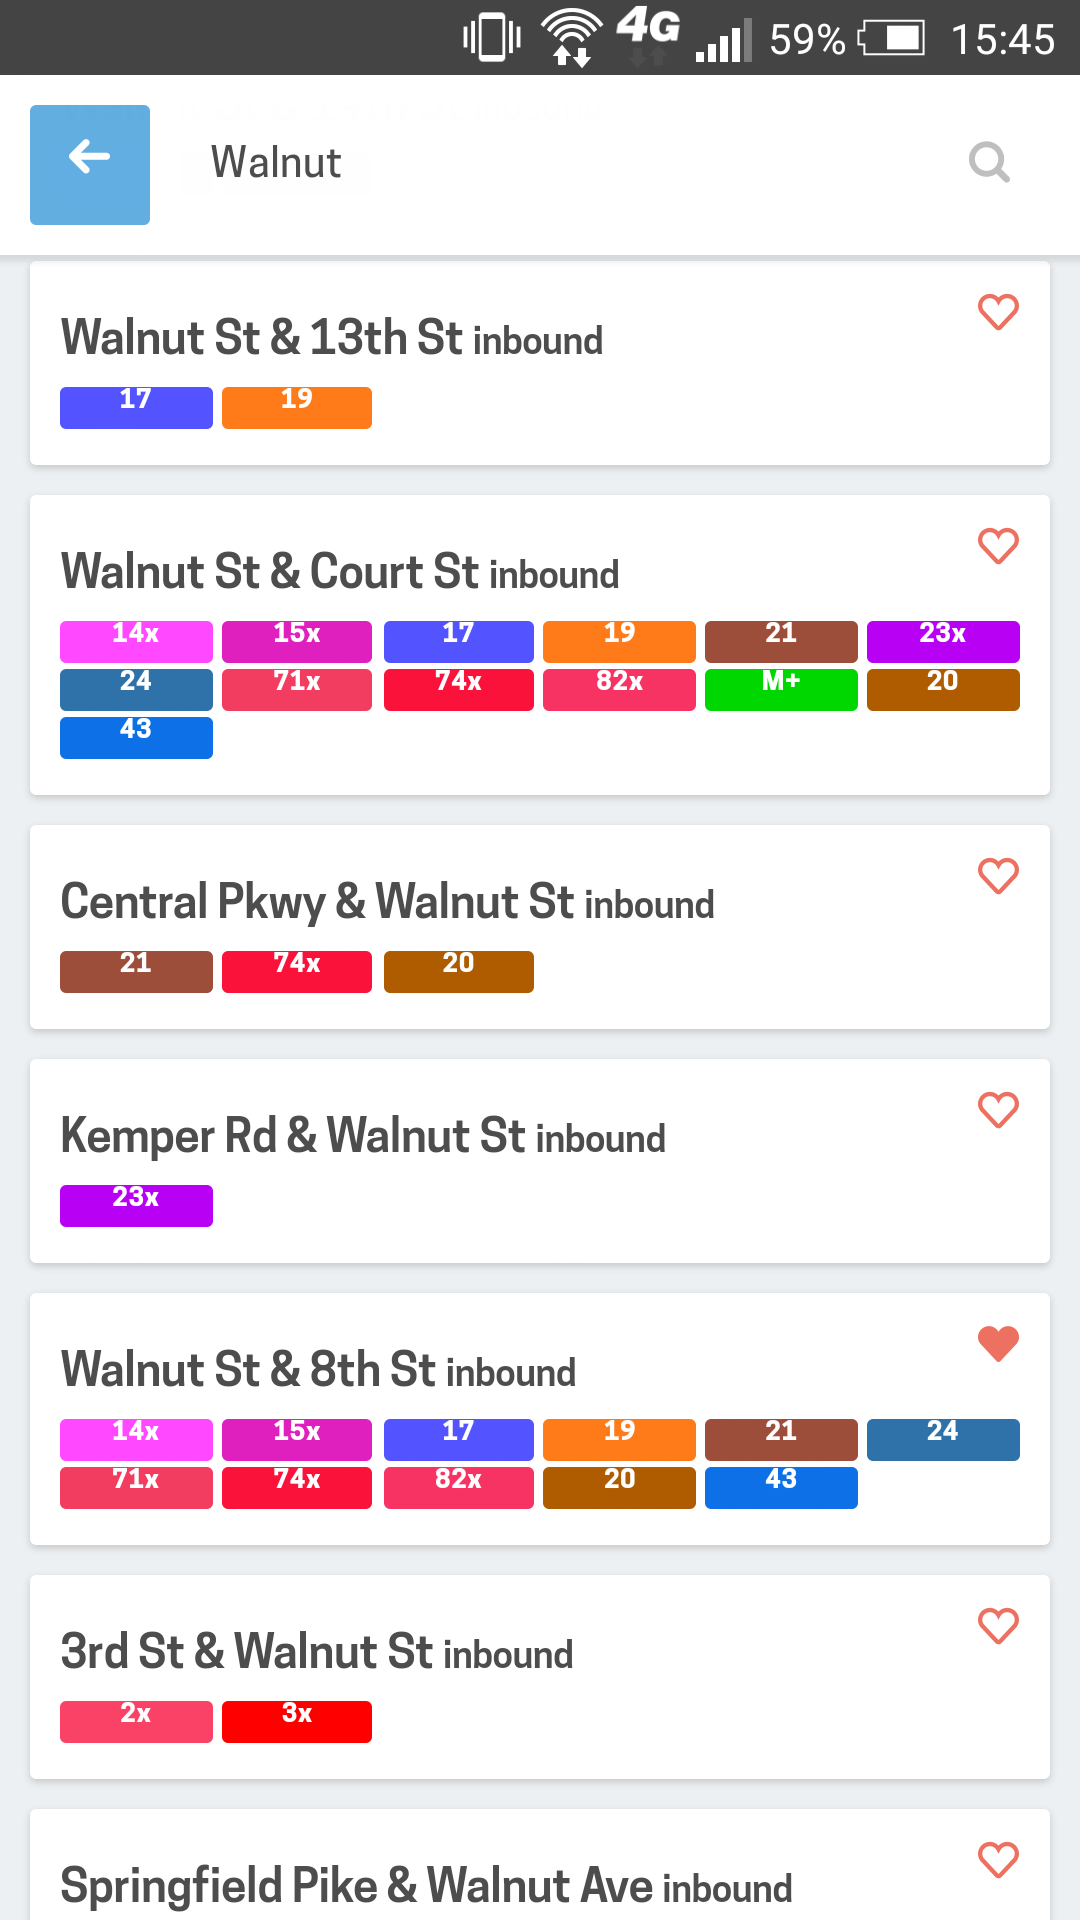 4G 59% 15:45
Walnut
Walnut St & 13th St inbound
17 19
Walnut St & Court St inbound
14x 15x 17 19 21 23x
24 71x 74x 82x M+ 20
43
Central Pkwy & Walnut St inbound
21 74x 20
Kemper Rd & Walnut St inbound
23x
Walnut St & 8th St inbound
14x 15x 17 19 21 24
71x 74x 82x 20 43
3rd St & Walnut St inbound
2x 3x
Springfield Pike & Walnut Ave inbound